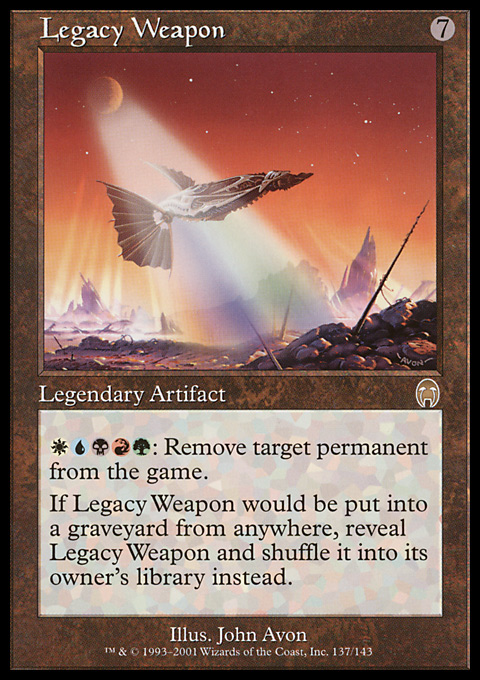 Legacy Weapon 7
AVON
Legendary Artifact
: Remove target permanent
from the game.
If Legacy Weapon would be put into
a graveyard from anywhere, reveal
Legacy Weapon and shuffle it into its
owner's library instead.
Illus. John Avon
™ & © 1993–2001 Wizards of the Coast, Inc. 137/143